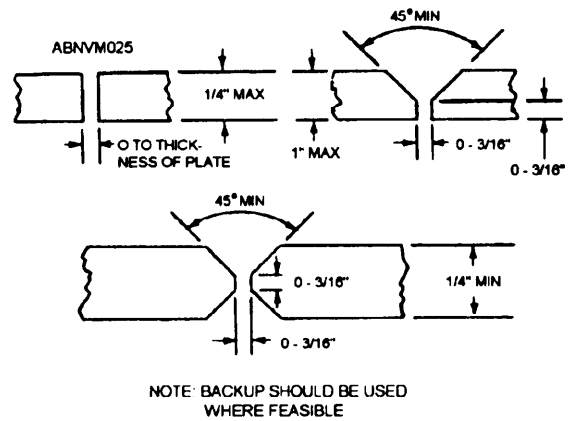 45° MIN
ABNVM025
1/4" MAX
O TO THICK-
NESS OF PLATE
1" MAX
0 - 3/16"
0 - 3/16"
45° MIN
0 - 3/16"
1/4" MIN
0 - 3/16"
NOTE: BACKUP SHOULD BE USED
WHERE FEASIBLE